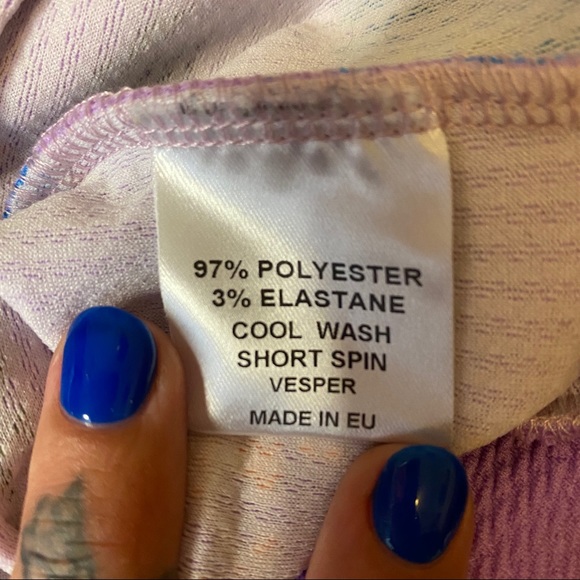 97% POLYESTER
3% ELASTANE
COOL WASH
SHORT SPIN
VESPER
MADE IN EU